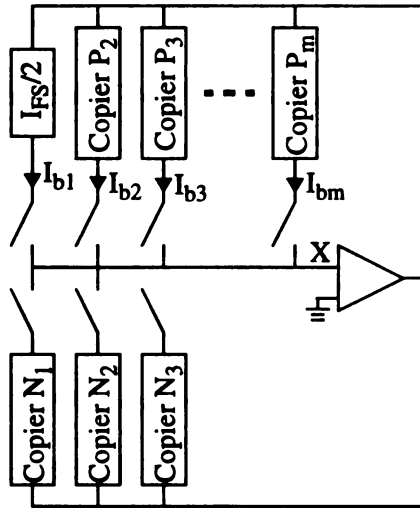 I_FS/2
Copier P_2
Copier P_3
Copier P_m
I_b1
I_b2
I_b3
I_bm
X
Copier N_1
Copier N_2
Copier N_3